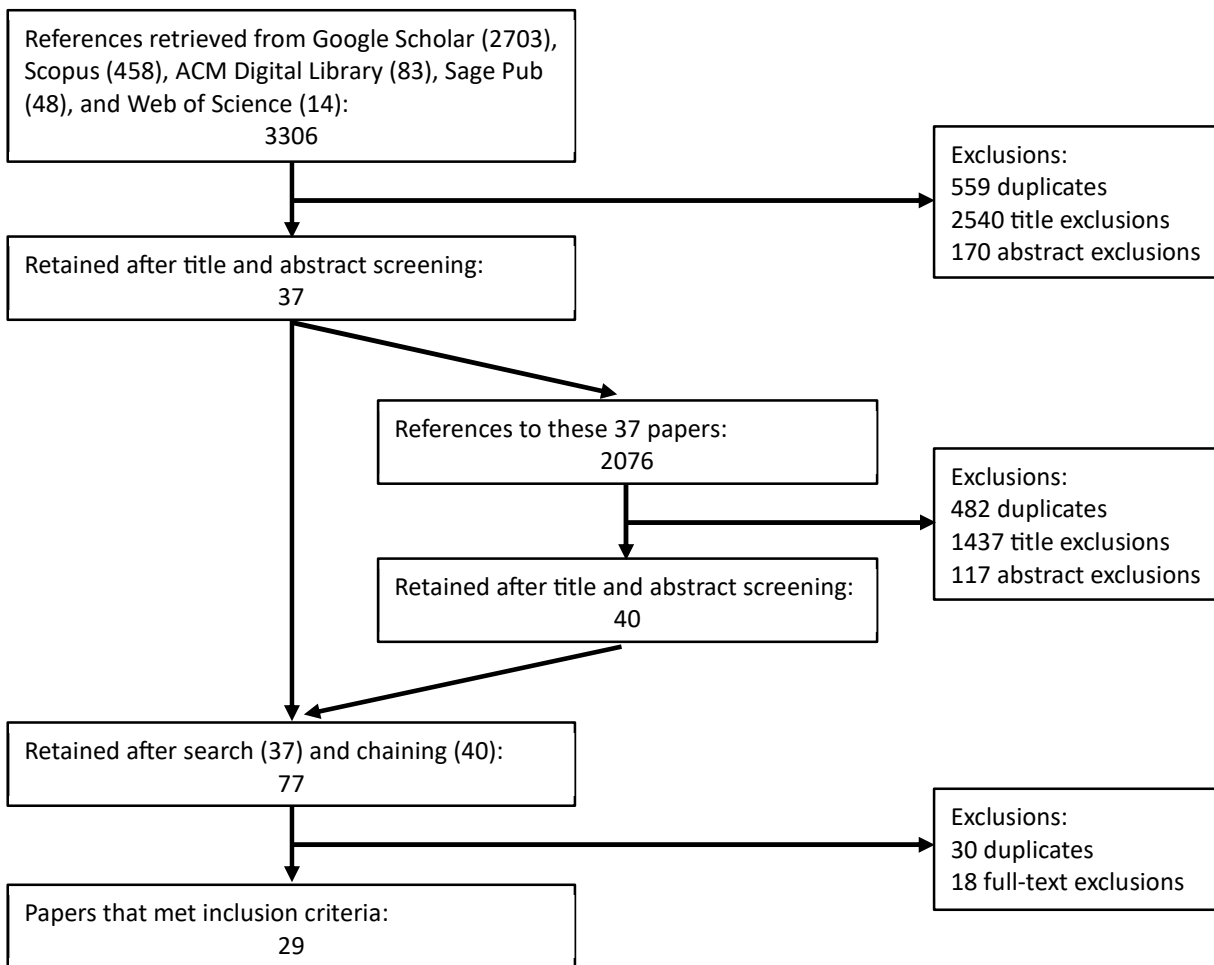 References retrieved from Google Scholar (2703),
Scopus (458), ACM Digital Library (83), Sage Pub
(48), and Web of Science (14):
3306
Exclusions:
559 duplicates
2540 title exclusions
170 abstract exclusions
Retained after title and abstract screening:
37
References to these 37 papers:
2076
Exclusions:
482 duplicates
1437 title exclusions
117 abstract exclusions
Retained after title and abstract screening:
40
Retained after search (37) and chaining (40):
77
Exclusions:
30 duplicates
18 full-text exclusions
Papers that met inclusion criteria:
29